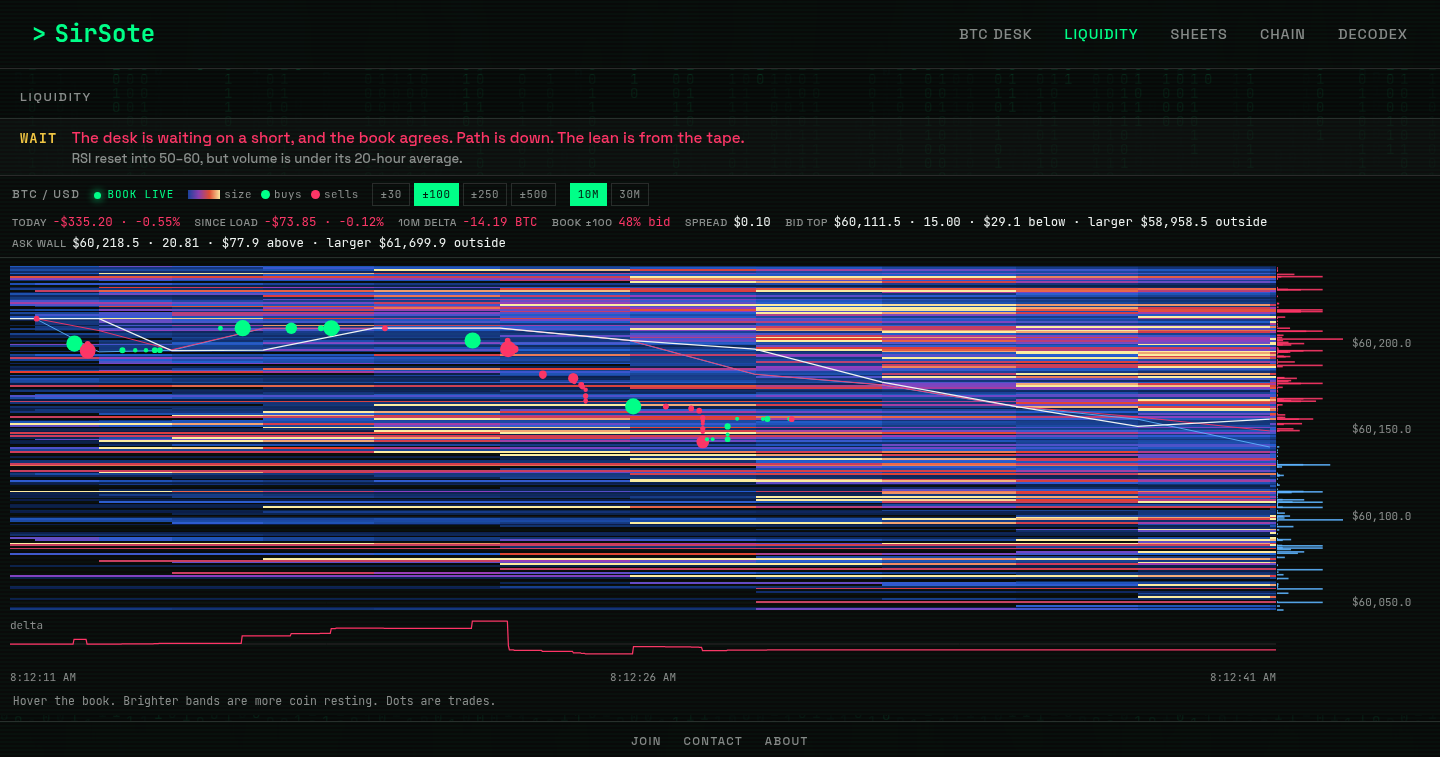 > SirSote
BTC DESK LIQUIDITY SHEETS CHAIN DECODEX
LIQUIDITY
WAIT The desk is waiting on a short, and the book agrees. Path is down. The lean is from the tape.
RSI reset into 50–60, but volume is under its 20-hour average.
BTC / USD BOOK LIVE size buys sells ±30 ±100 ±250 ±500 10M 30M
TODAY -$335.20 · -0.55% SINCE LOAD -$73.85 · -0.12% 10M DELTA -14.19 BTC BOOK ±100 48% bid SPREAD $0.10 BID TOP $60,111.5 · 15.00 · $29.1 below · larger $58,958.5 outside
ASK WALL $60,218.5 · 20.81 · $77.9 above · larger $61,699.9 outside
$60,200.0
$60,150.0
$60,100.0
$60,050.0
delta
8:12:11 AM 8:12:26 AM 8:12:41 AM
Hover the book. Brighter bands are more coin resting. Dots are trades.
JOIN CONTACT ABOUT